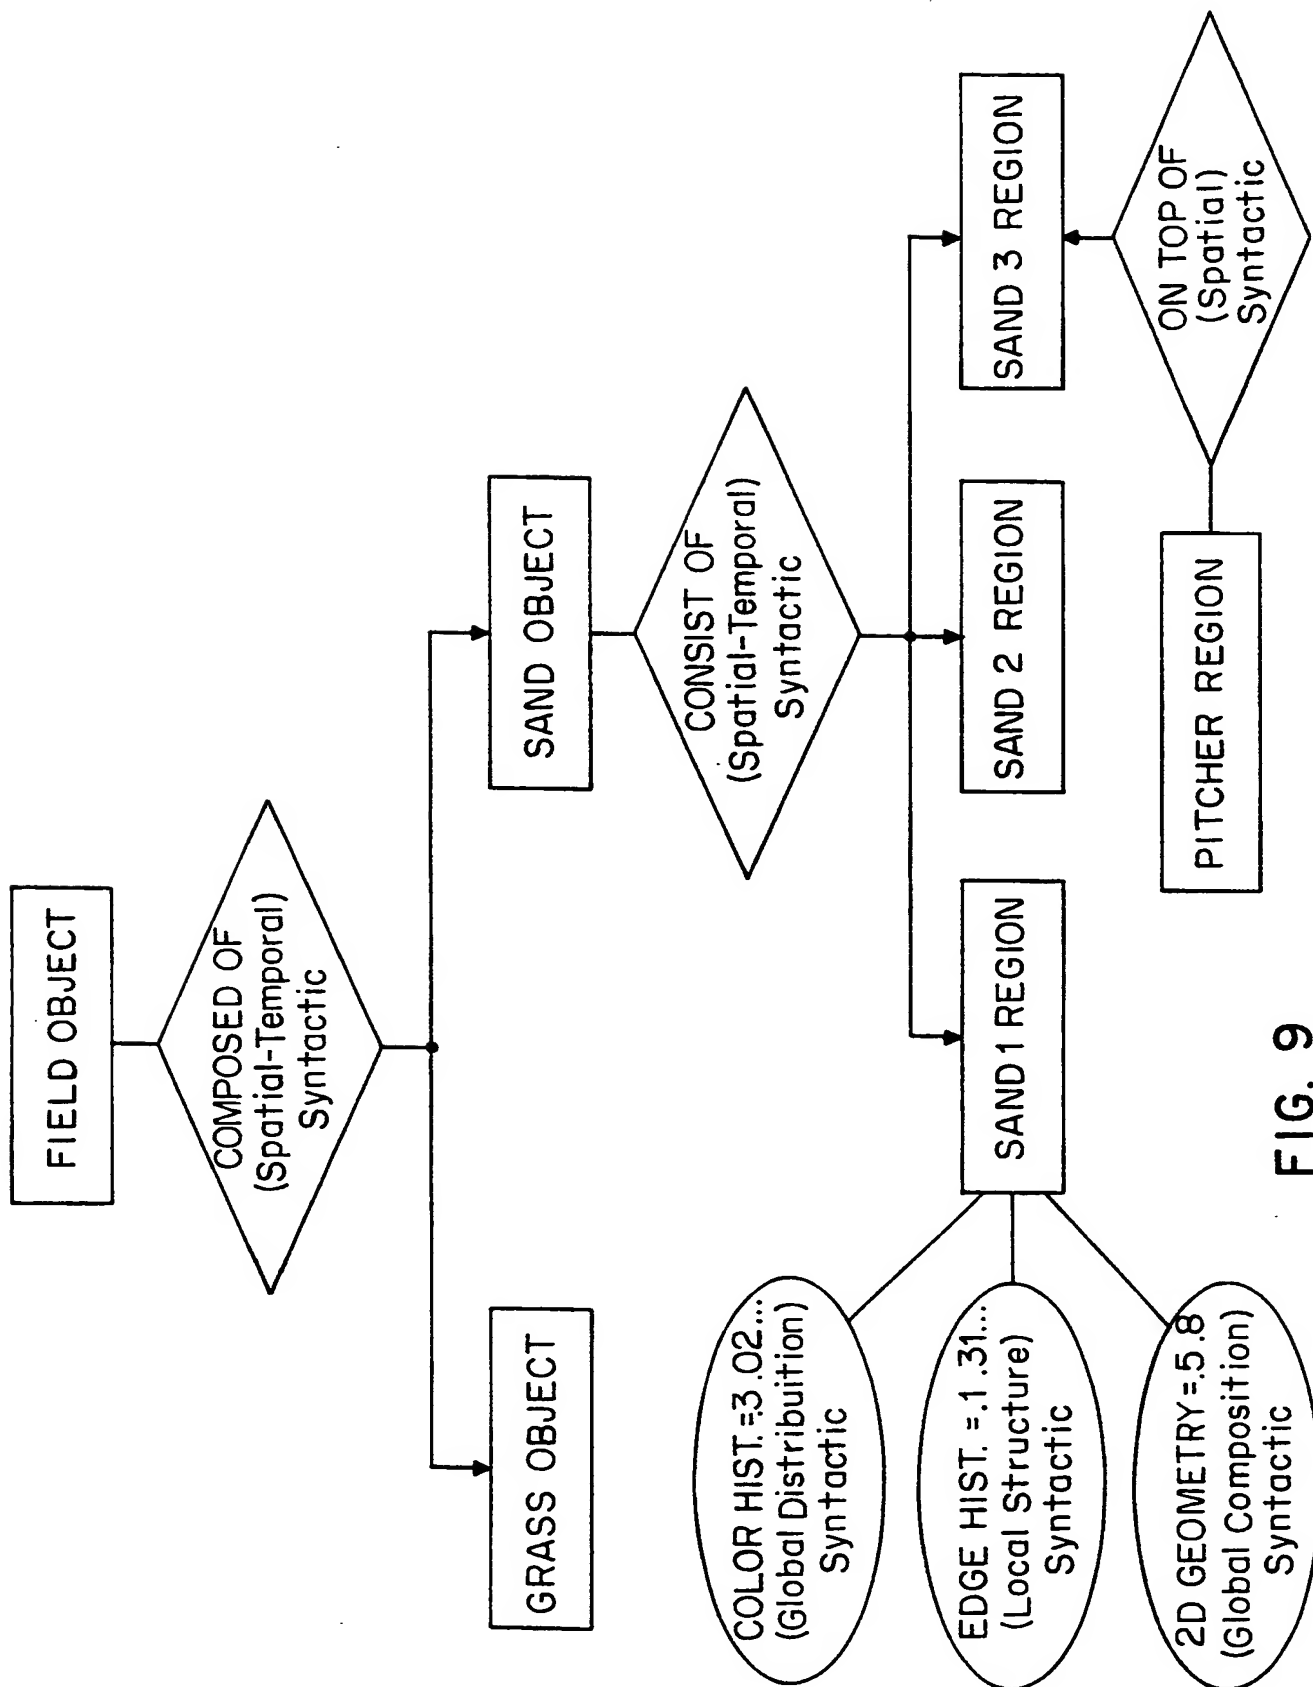 FIELD OBJECT
COMPOSED OF
(Spatial-Temporal)
Syntactic
GRASS OBJECT
SAND OBJECT
CONSIST OF
(Spatial-Temporal)
Syntactic
COLOR HIST.=.3.02...
(Global Distribution)
Syntactic
EDGE HIST. =.1.31...
(Local Structure)
Syntactic
2D GEOMETRY=.5.8
(Global Composition)
Syntactic
SAND 1 REGION
SAND 2 REGION
SAND 3 REGION
PITCHER REGION
ON TOP OF
(Spatial)
Syntactic
FIG. 9